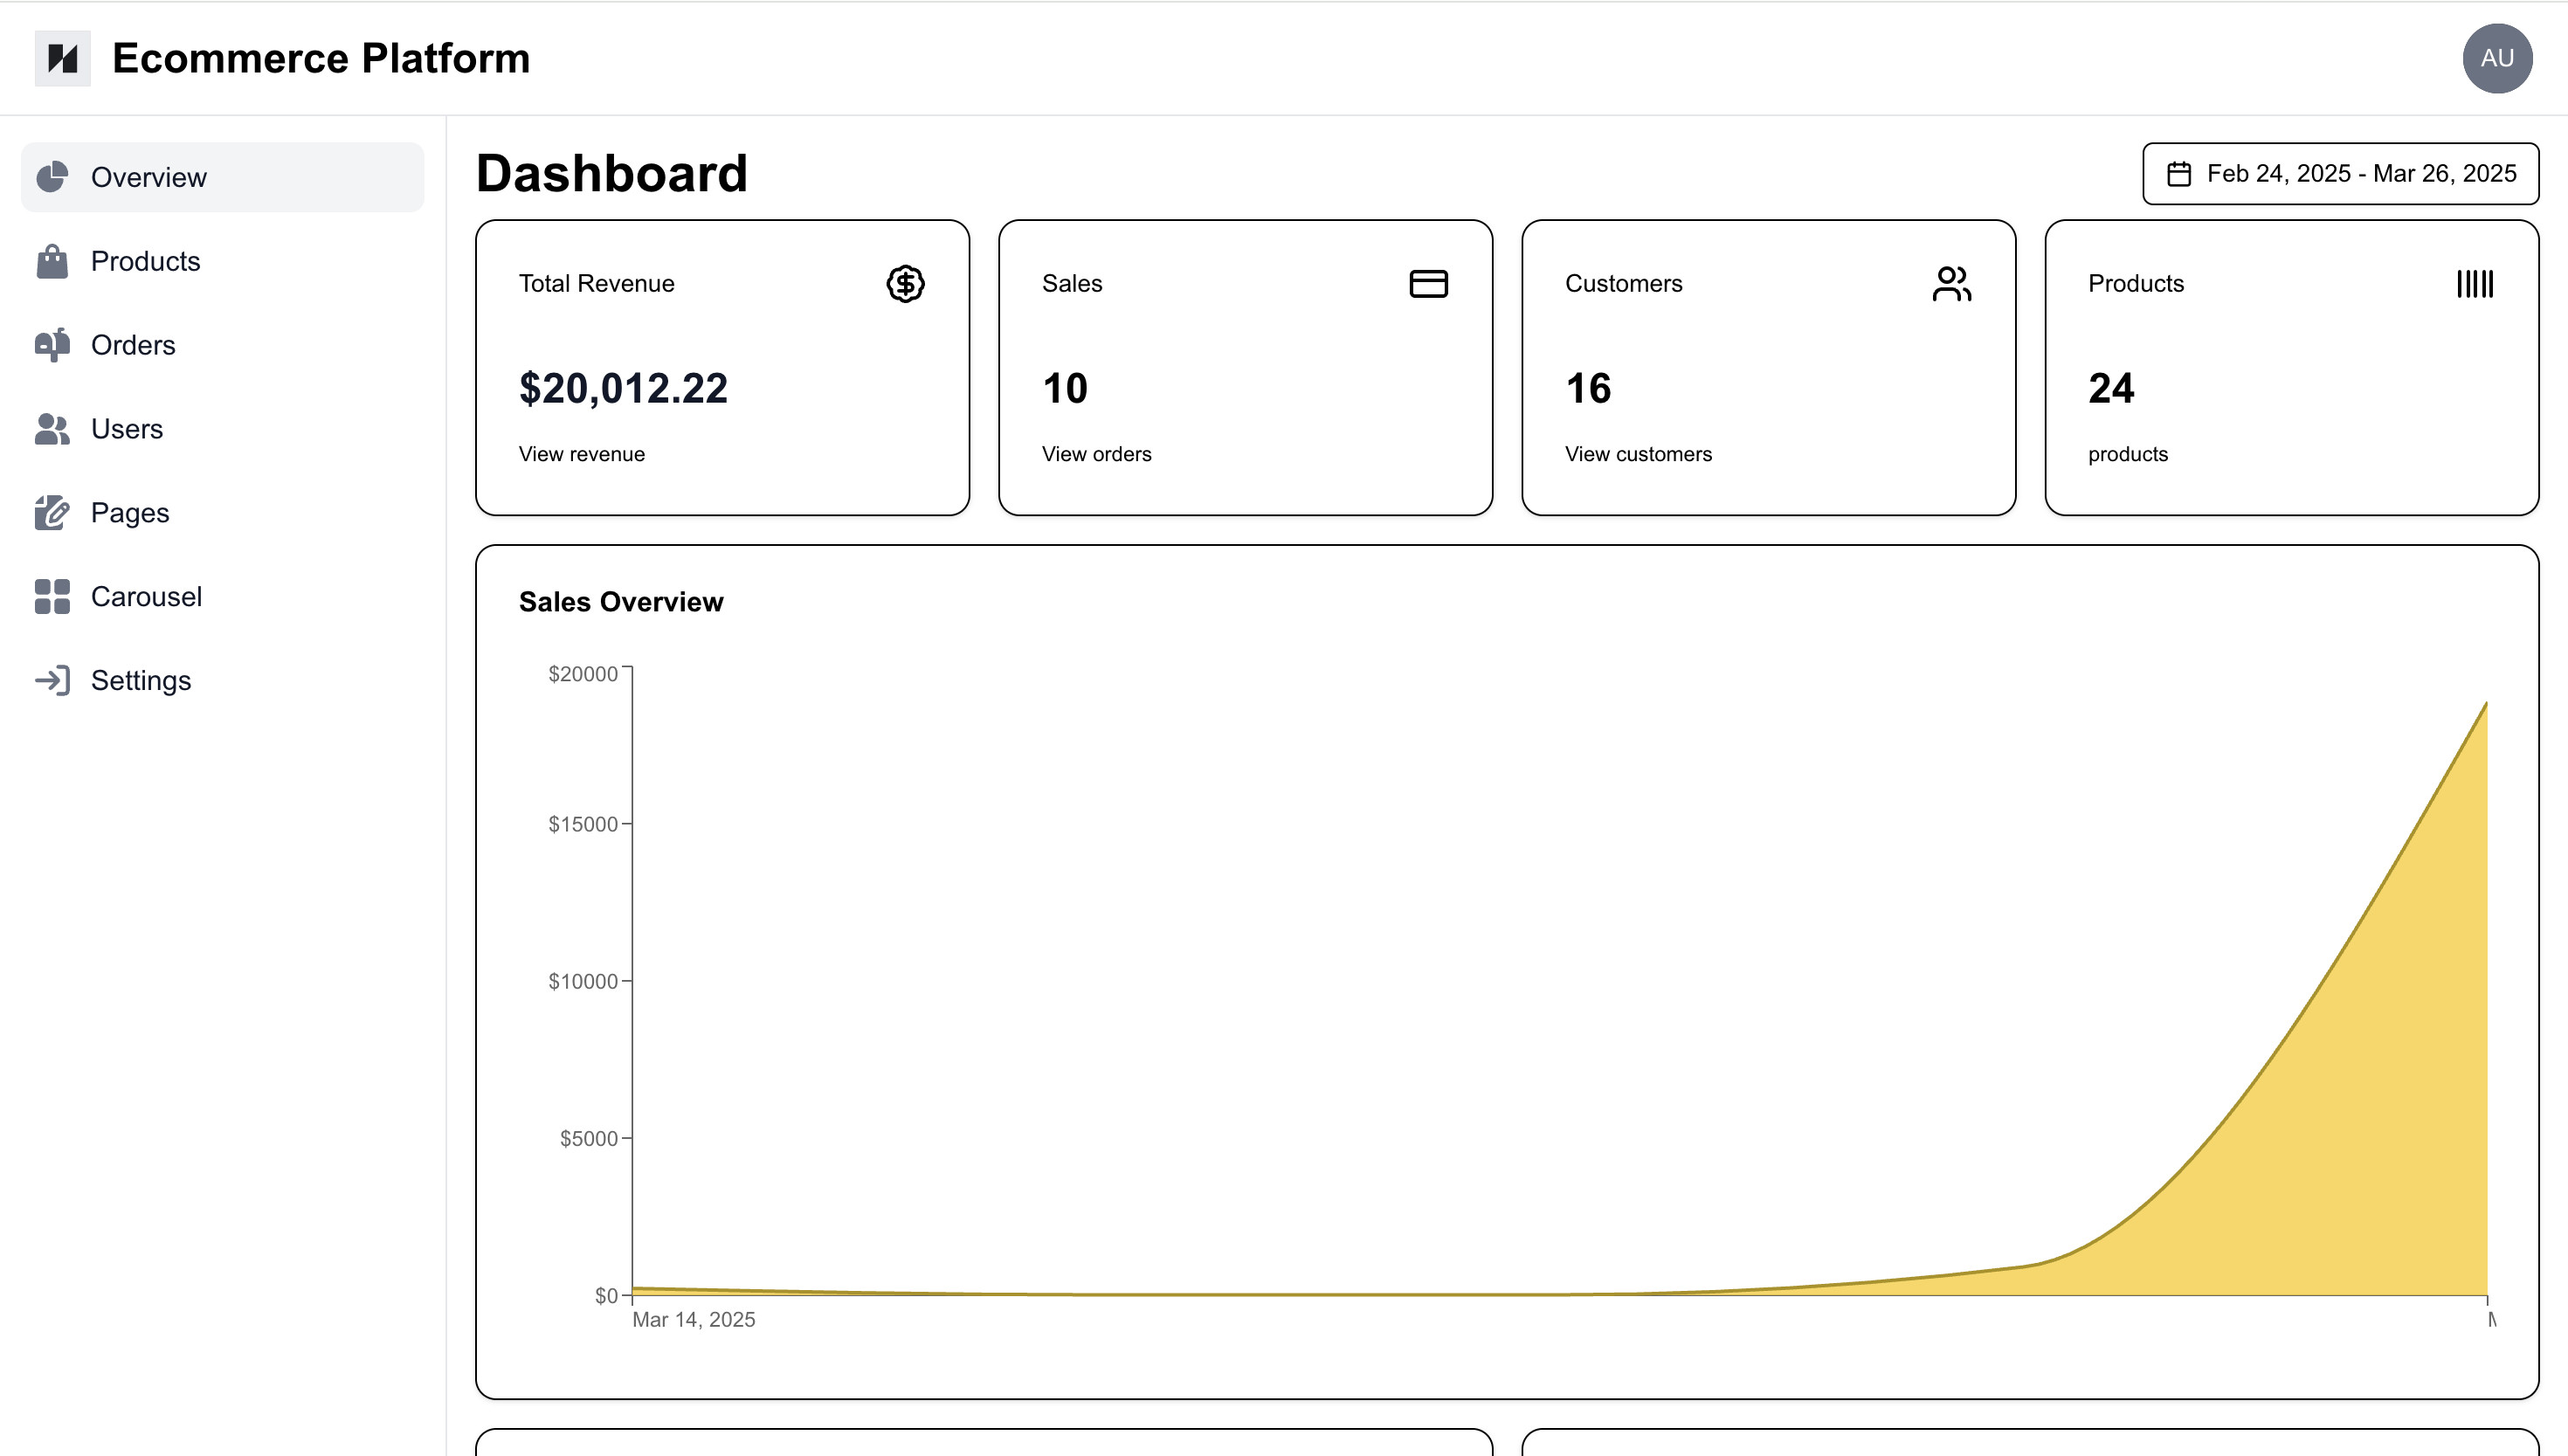 Ecommerce Platform
AU
Overview
Products
Orders
Users
Pages
Carousel
Settings
Dashboard
Feb 24, 2025 - Mar 26, 2025
Total Revenue
$20,012.22
View revenue
Sales
10
View orders
Customers
16
View customers
Products
24
products
Sales Overview
$20000
$15000
$10000
$5000
$0
Mar 14, 2025